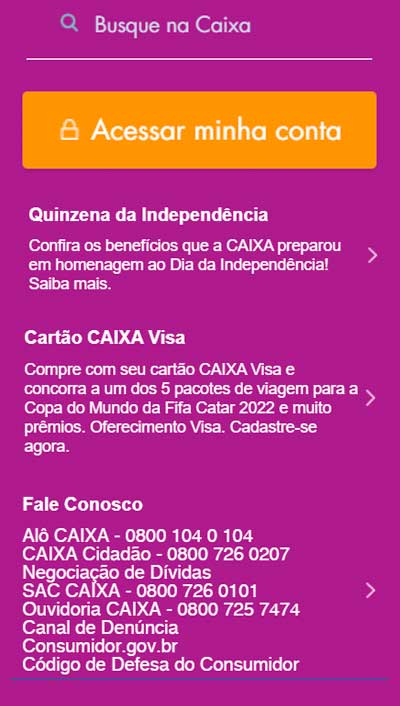 Busque na Caixa
Acessar minha conta
Quinzena da Independência
Confira os benefícios que a CAIXA preparou
em homenagem ao Dia da Independência!
Saiba mais.
Cartão CAIXA Visa
Compre com seu cartão CAIXA Visa e
concorra a um dos 5 pacotes de viagem para a
Copa do Mundo da Fifa Catar 2022 e muito
prêmios. Oferecimento Visa. Cadastre-se
agora.
Fale Conosco
Alô CAIXA - 0800 104 0 104
CAIXA Cidadão - 0800 726 0207
Negociação de Dívidas
SAC CAIXA - 0800 726 0101
Ouvidoria CAIXA - 0800 725 7474
Canal de Denúncia
Consumidor.gov.br
Código de Defesa do Consumidor